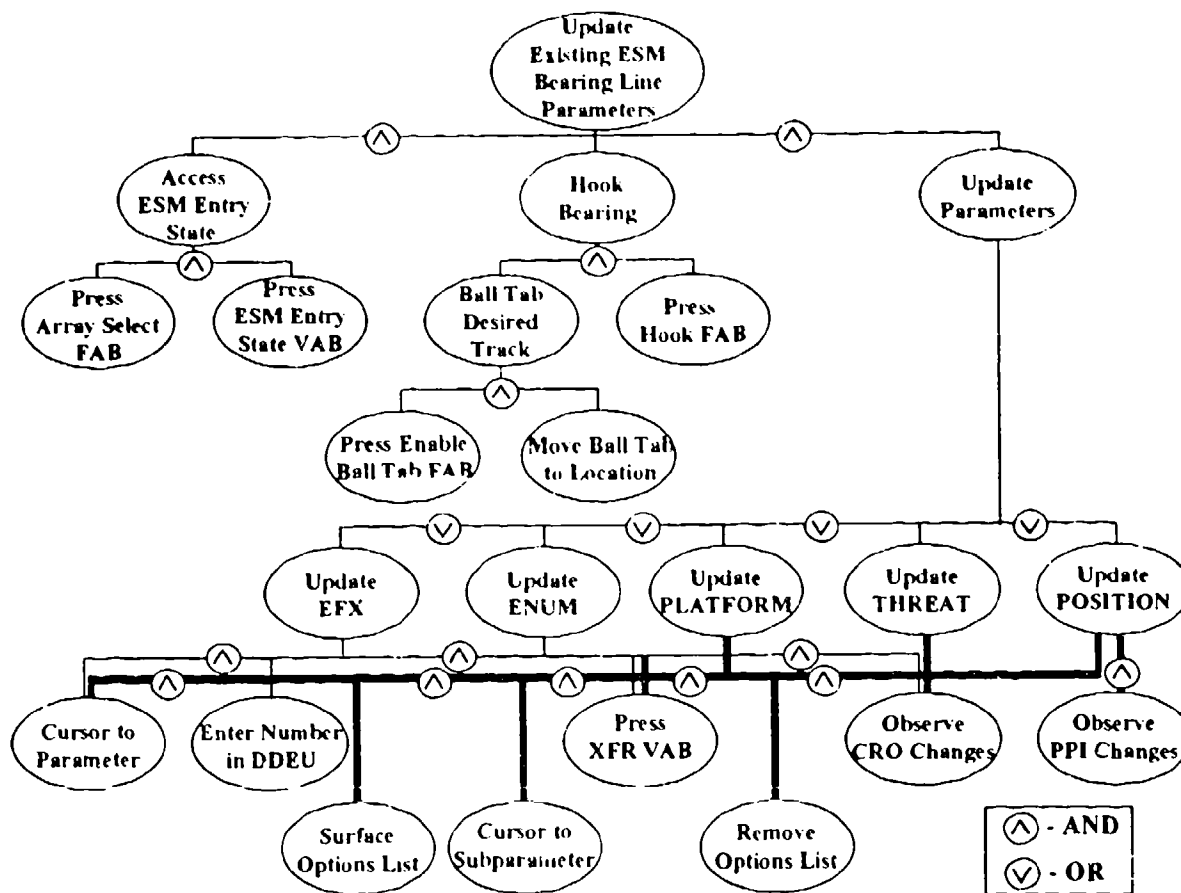 Update
Existing ESM
Bearing Line
Parameters
Access
ESM Entry
State
Hook
Bearing
Update
Parameters
Press
Array Select
FAB
Press
ESM Entry
State VAB
Ball Tab
Desired
Track
Press
Hook FAB
Press Enable
Ball Tab FAB
Move Ball Tab
to Location
Update
EFX
Update
ENUM
Update
PLATFORM
Update
THREAT
Update
POSITION
Cursor to
Parameter
Enter Number
in DDEU
Press
XFR VAB
Observe
CRO Changes
Observe
PPI Changes
Surface
Options List
Cursor to
Subparameter
Remove
Options List
- AND
- OR